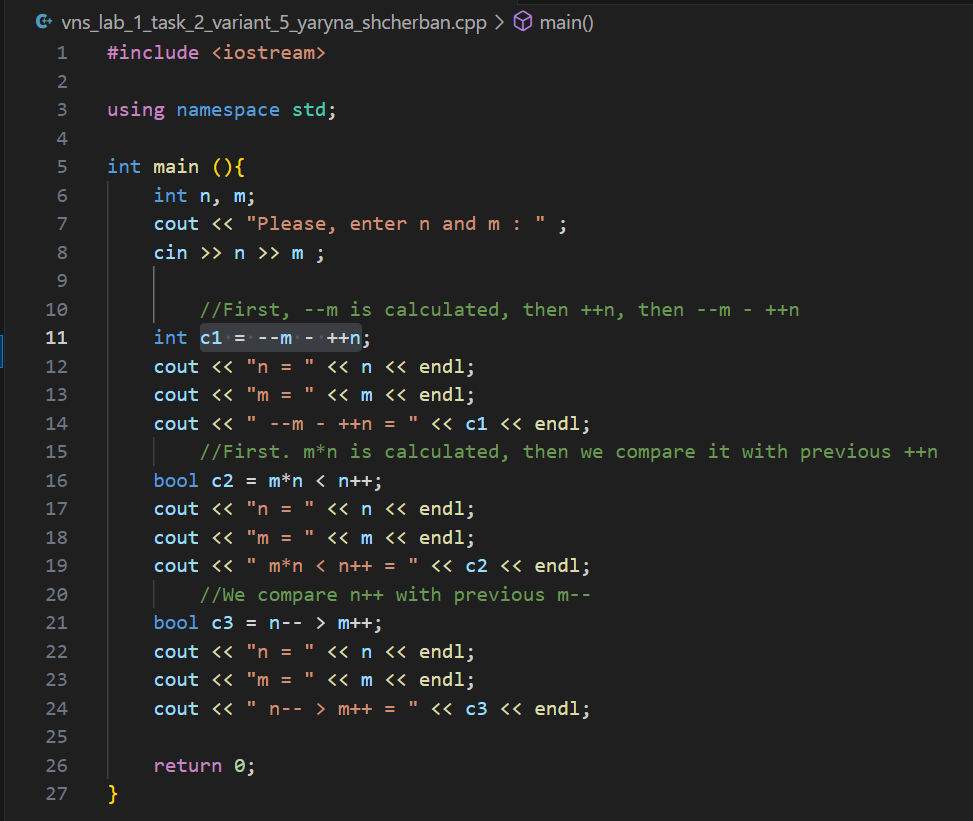 vns_lab_1_task_2_variant_5_yaryna_shcherban.cpp > main()
1 #include <iostream>
2
3 using namespace std;
4
5 int main (){
6 int n, m;
7 cout << "Please, enter n and m : " ;
8 cin >> n >> m ;
9
10 //First, --m is calculated, then ++n, then --m - ++n
11 int c1 = --m - ++n;
12 cout << "n = " << n << endl;
13 cout << "m = " << m << endl;
14 cout << " --m - ++n = " << c1 << endl;
15 //First. m*n is calculated, then we compare it with previous ++n
16 bool c2 = m*n < n++;
17 cout << "n = " << n << endl;
18 cout << "m = " << m << endl;
19 cout << " m*n < n++ = " << c2 << endl;
20 //We compare n++ with previous m--
21 bool c3 = n-- > m++;
22 cout << "n = " << n << endl;
23 cout << "m = " << m << endl;
24 cout << " n-- > m++ = " << c3 << endl;
25
26 return 0;
27 }